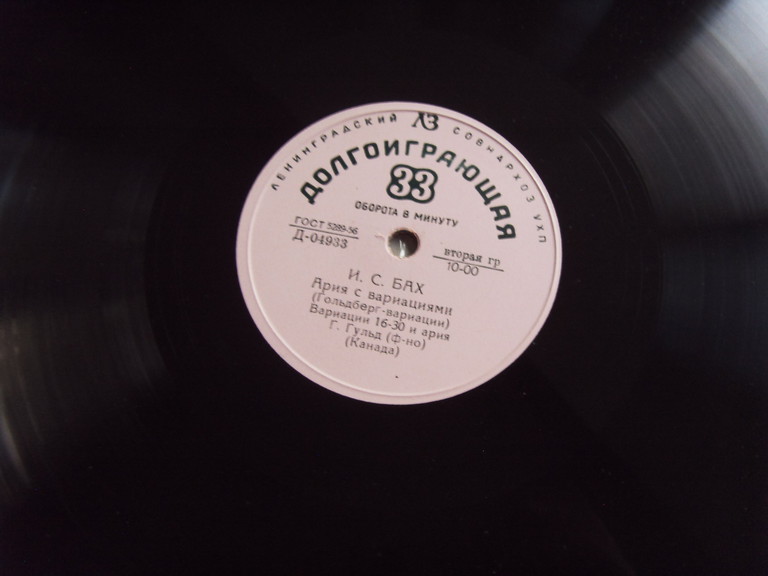 ЛЕНИНГРАДСКИЙ ЛЗ СОВНАРХОЗ УХП
ДОЛГОИГРАЮЩАЯ
33
ОБОРОТА В МИНУТУ
ГОСТ 5289-56
Д-04933
вторая гр
10-00
И. С. БАХ
Ария с вариациями
(Гольдберг-вариации)
Вариации 16-30 и ария
Г. Гульд (ф-но)
(Канада)